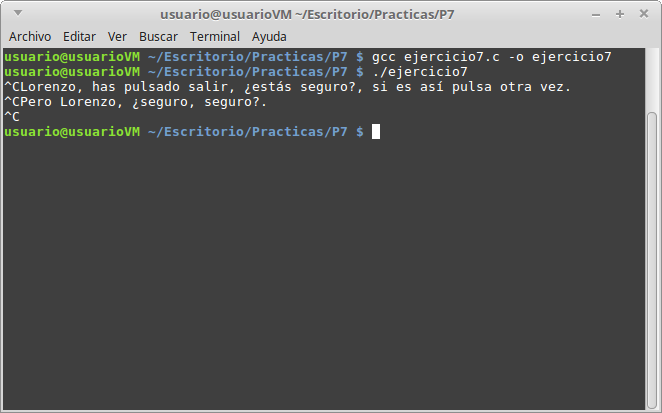 usuario@usuarioVM ~/Escritorio/Practicas/P7
Archivo Editar Ver Buscar Terminal Ayuda
usuario@usuarioVM ~/Escritorio/Practicas/P7 $ gcc ejercicio7.c -o ejercicio7
usuario@usuarioVM ~/Escritorio/Practicas/P7 $ ./ejercicio7
^CLorenzo, has pulsado salir, ¿estás seguro?, si es así pulsa otra vez.
^CPero Lorenzo, ¿seguro, seguro?.
^C
usuario@usuarioVM ~/Escritorio/Practicas/P7 $